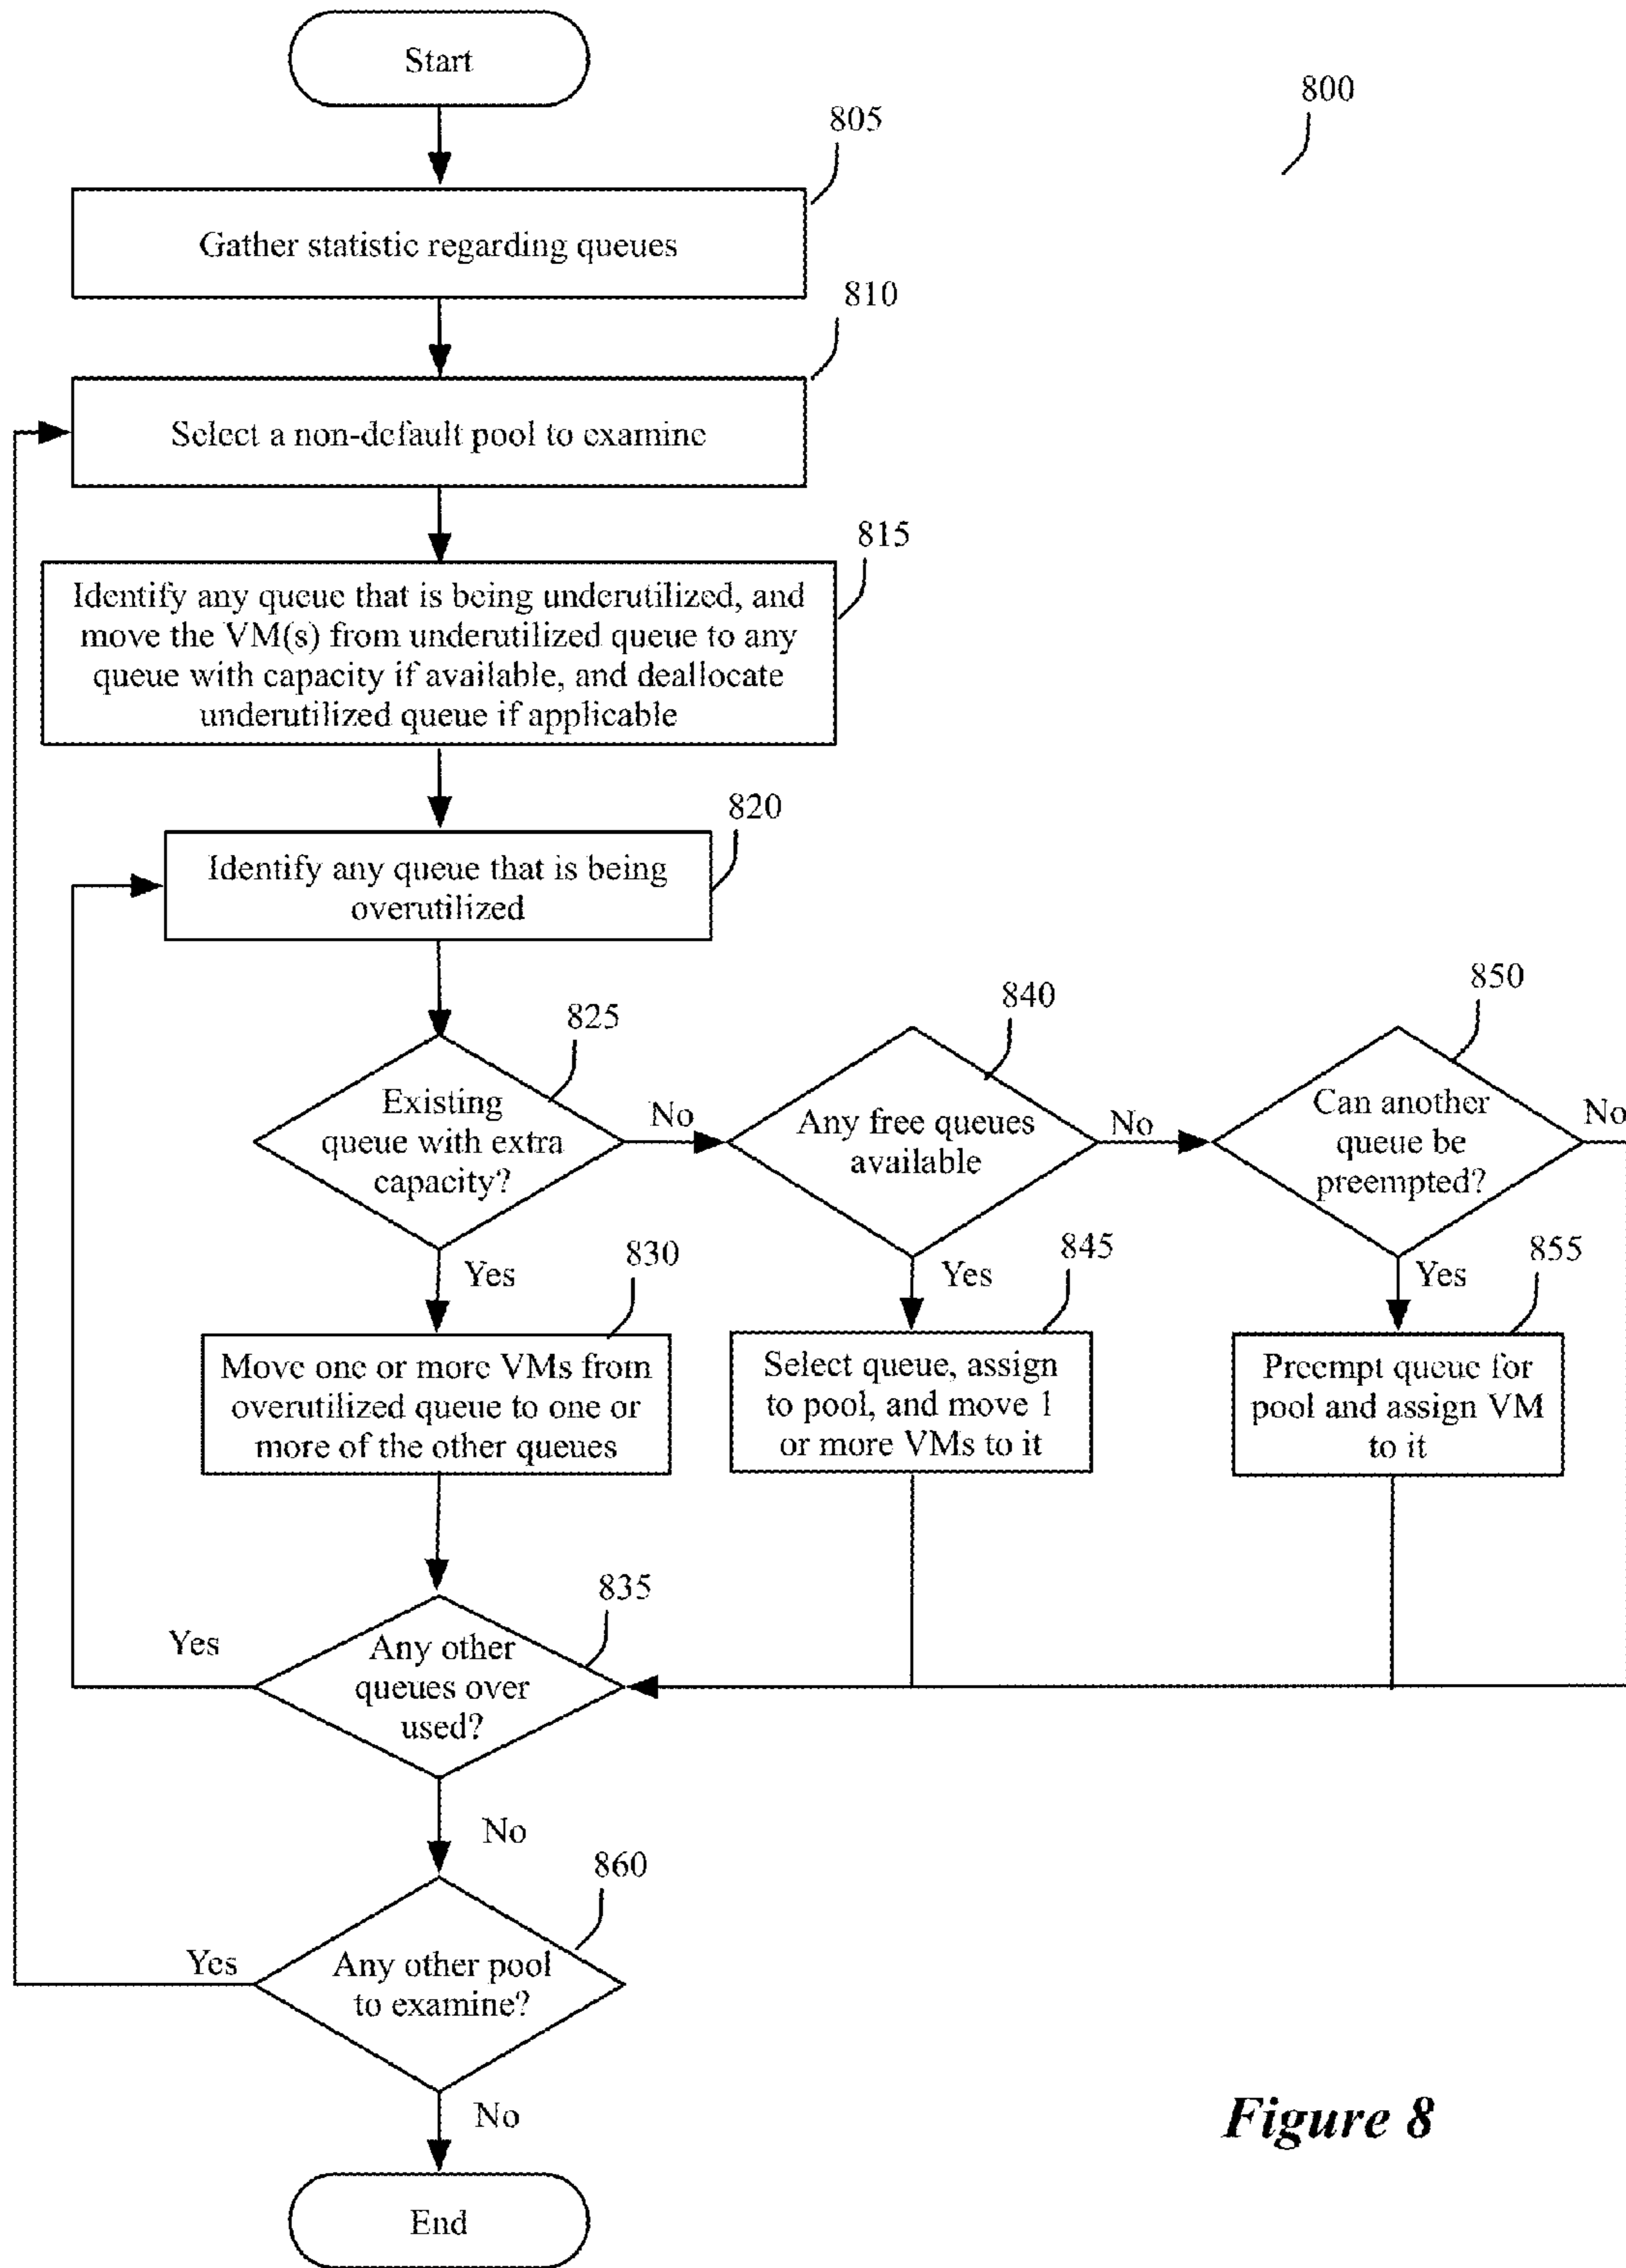 Start
800
805
Gather statistic regarding queues
810
Select a non-default pool to examine
815
Identify any queue that is being underutilized, and
move the VM(s) from underutilized queue to any
queue with capacity if available, and deallocate
underutilized queue if applicable
820
Identify any queue that is being
overutilized
825
Existing
queue with extra
capacity?
No
840
Any free queues
available
No
850
Can another
queue be
preempted?
No
Yes
830
Move one or more VMs from
overutilized queue to one or
more of the other queues
Yes
845
Select queue, assign
to pool, and move 1
or more VMs to it
Yes
855
Preempt queue for
pool and assign VM
to it
835
Any other
queues over
used?
Yes
No
860
Any other pool
to examine?
Yes
No
End
Figure 8